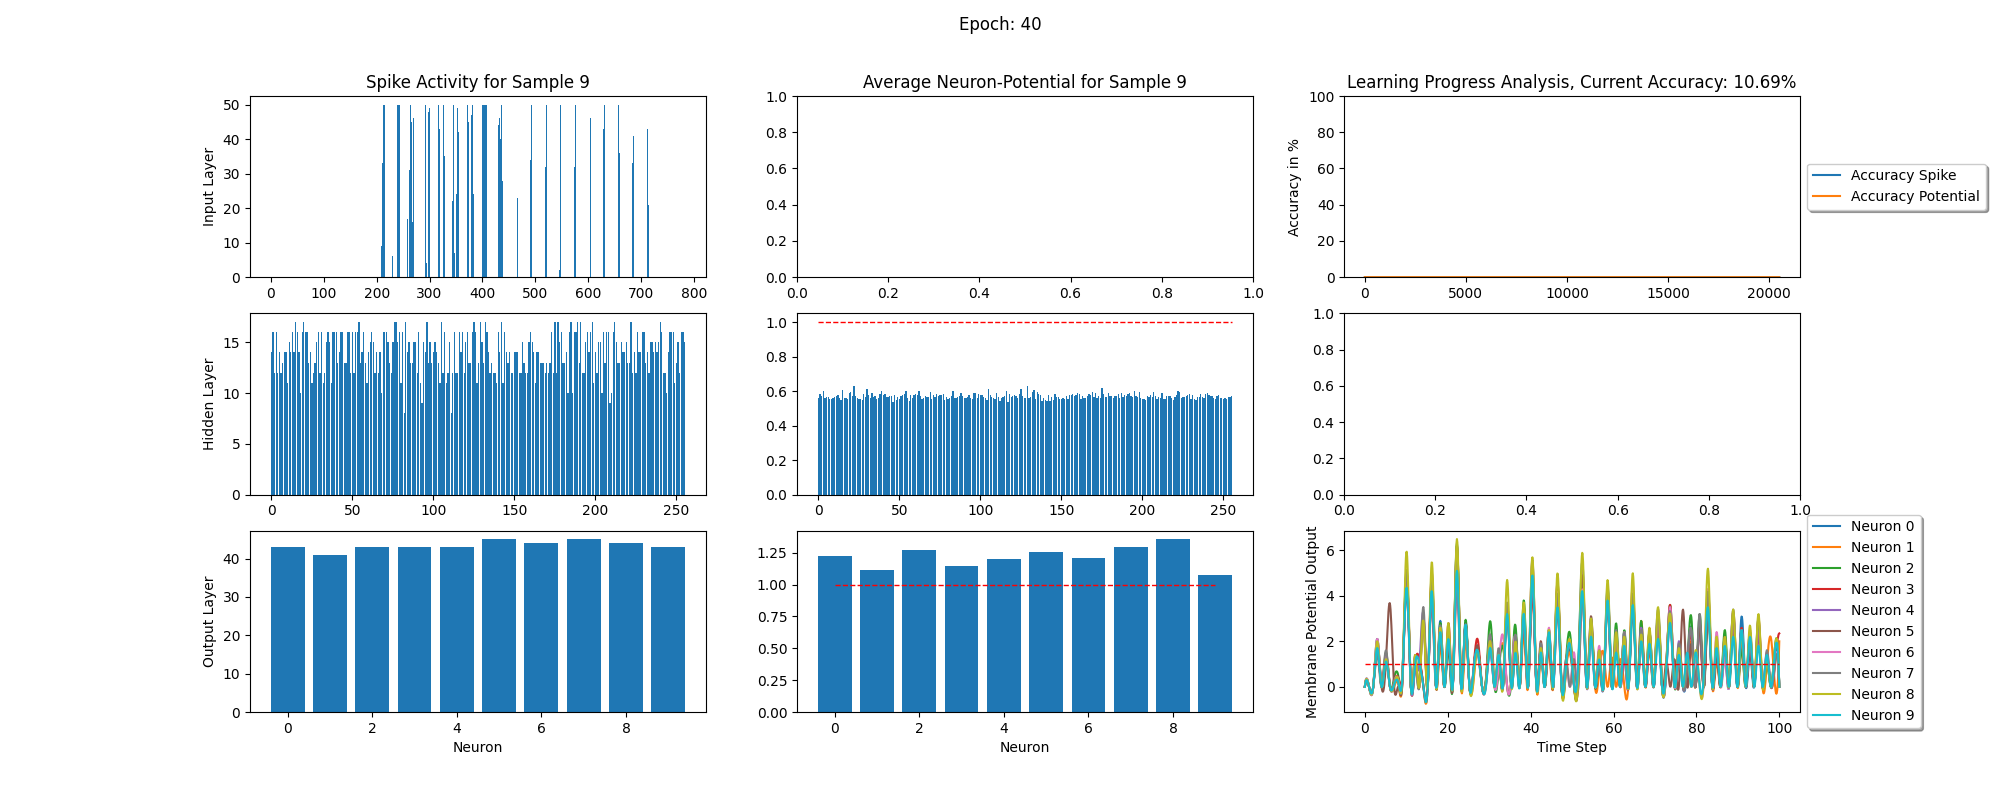 Epoch: 40
Spike Activity for Sample 9
Average Neuron-Potential for Sample 9
Learning Progress Analysis, Current Accuracy: 10.69%
Input Layer
50
40
30
20
10
0
0 100 200 300 400 500 600 700 800
1.0
0.8
0.6
0.4
0.2
0.0
0.0 0.2 0.4 0.6 0.8 1.0
Accuracy in %
100
80
60
40
20
0
0 5000 10000 15000 20000
Accuracy Spike
Accuracy Potential
Hidden Layer
15
10
5
0
0 50 100 150 200 250
1.0
0.8
0.6
0.4
0.2
0.0
0 50 100 150 200 250
1.0
0.8
0.6
0.4
0.2
0.0
0.0 0.2 0.4 0.6 0.8 1.0
Output Layer
40
30
20
10
0
0 2 4 6 8
Neuron
1.25
1.00
0.75
0.50
0.25
0.00
0 2 4 6 8
Neuron
Membrane Potential Output
6
4
2
0
0 20 40 60 80 100
Time Step
Neuron 0
Neuron 1
Neuron 2
Neuron 3
Neuron 4
Neuron 5
Neuron 6
Neuron 7
Neuron 8
Neuron 9